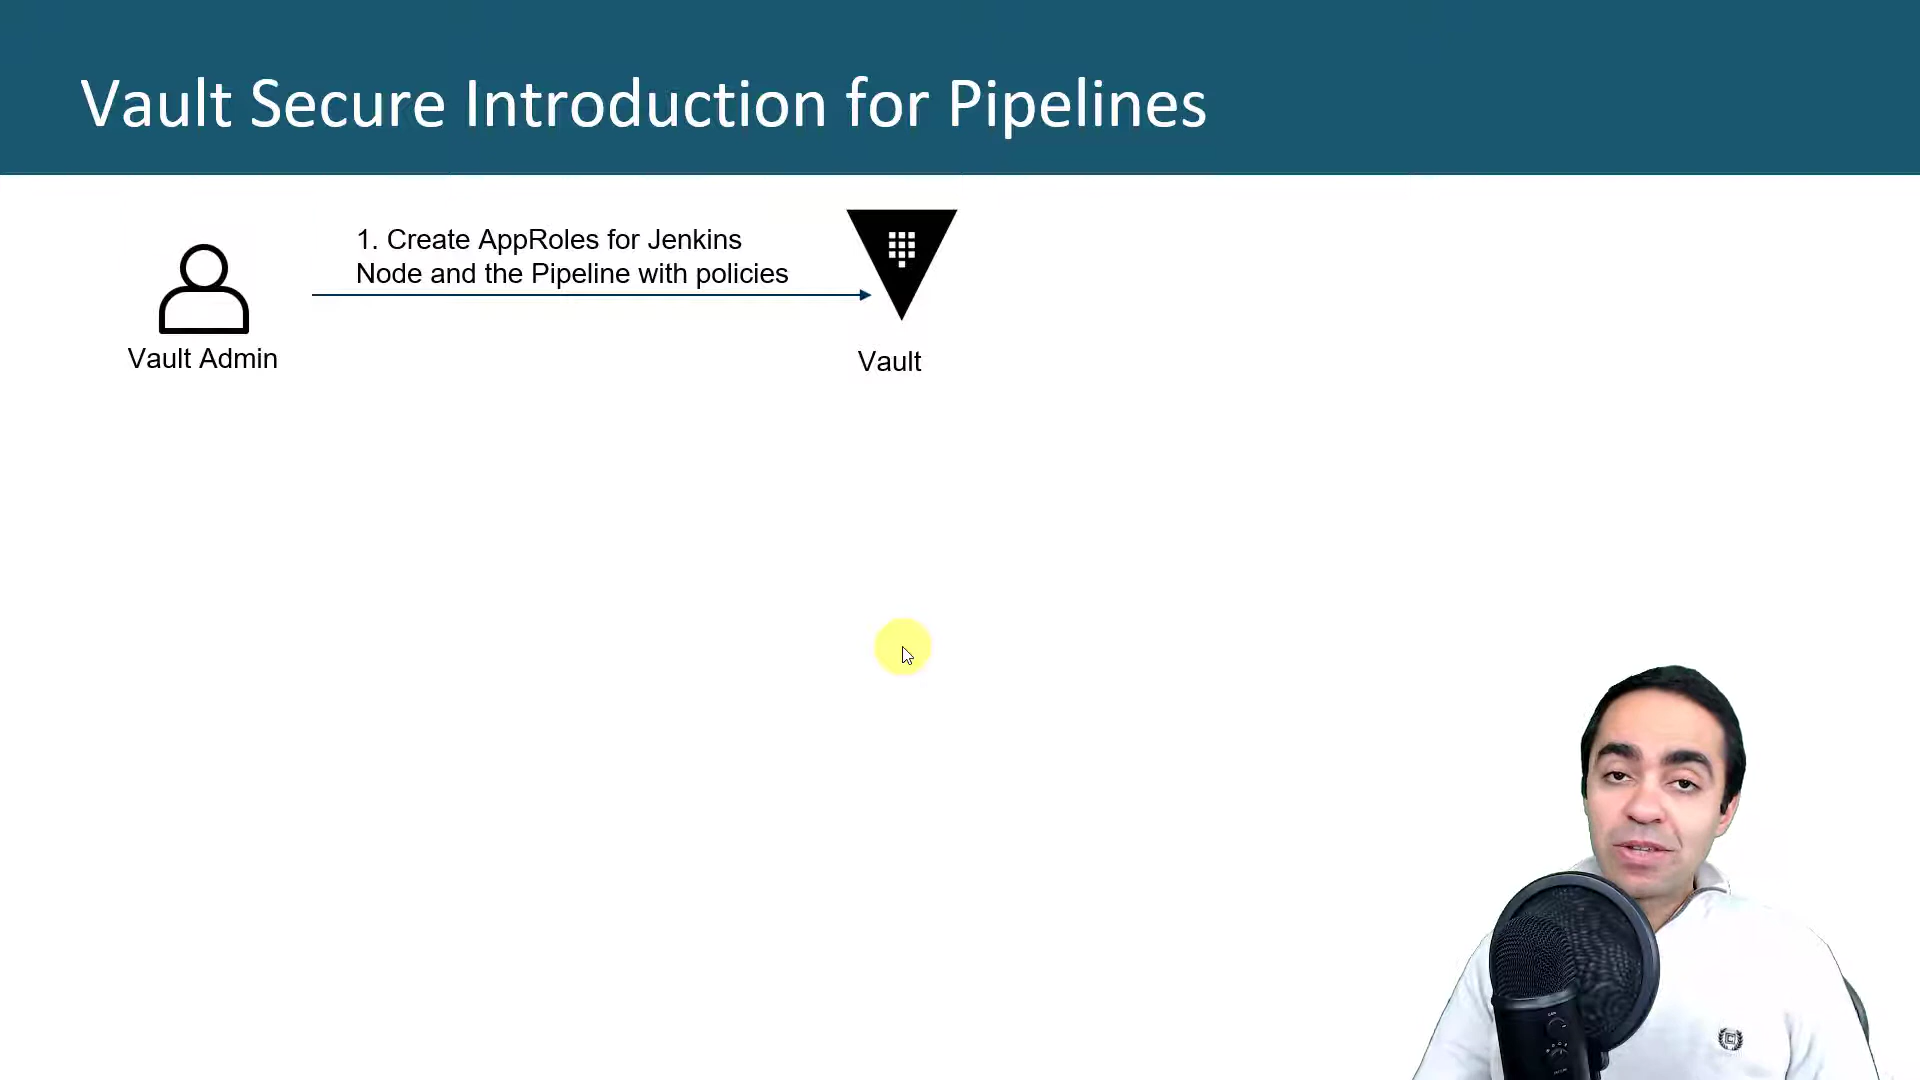 Vault Secure Introduction for Pipelines
1. Create AppRoles for Jenkins
Node and the Pipeline with policies
Vault Admin
Vault